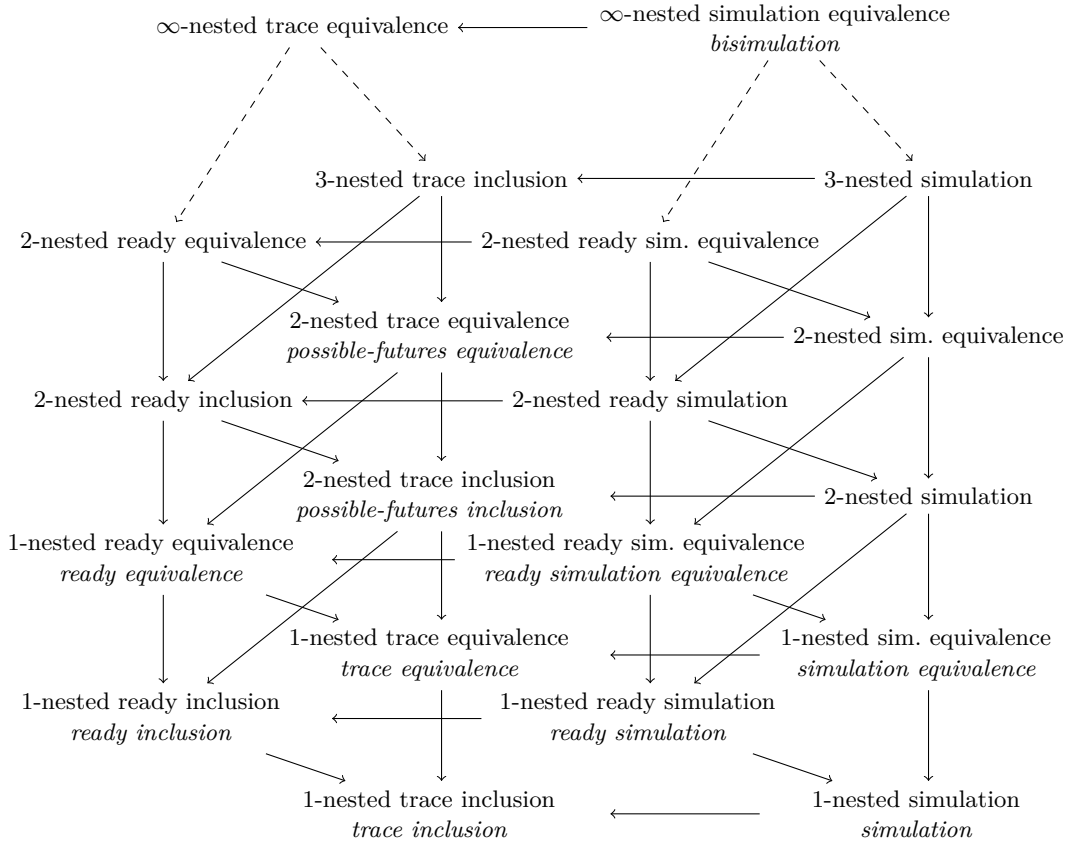 ∞-nested trace equivalence
∞-nested simulation equivalence
bisimulation
3-nested trace inclusion
3-nested simulation
2-nested ready equivalence
2-nested ready sim. equivalence
2-nested trace equivalence
possible-futures equivalence
2-nested sim. equivalence
2-nested ready inclusion
2-nested ready simulation
2-nested trace inclusion
possible-futures inclusion
2-nested simulation
1-nested ready equivalence
ready equivalence
1-nested ready sim. equivalence
ready simulation equivalence
1-nested trace equivalence
trace equivalence
1-nested sim. equivalence
simulation equivalence
1-nested ready inclusion
ready inclusion
1-nested ready simulation
ready simulation
1-nested trace inclusion
trace inclusion
1-nested simulation
simulation